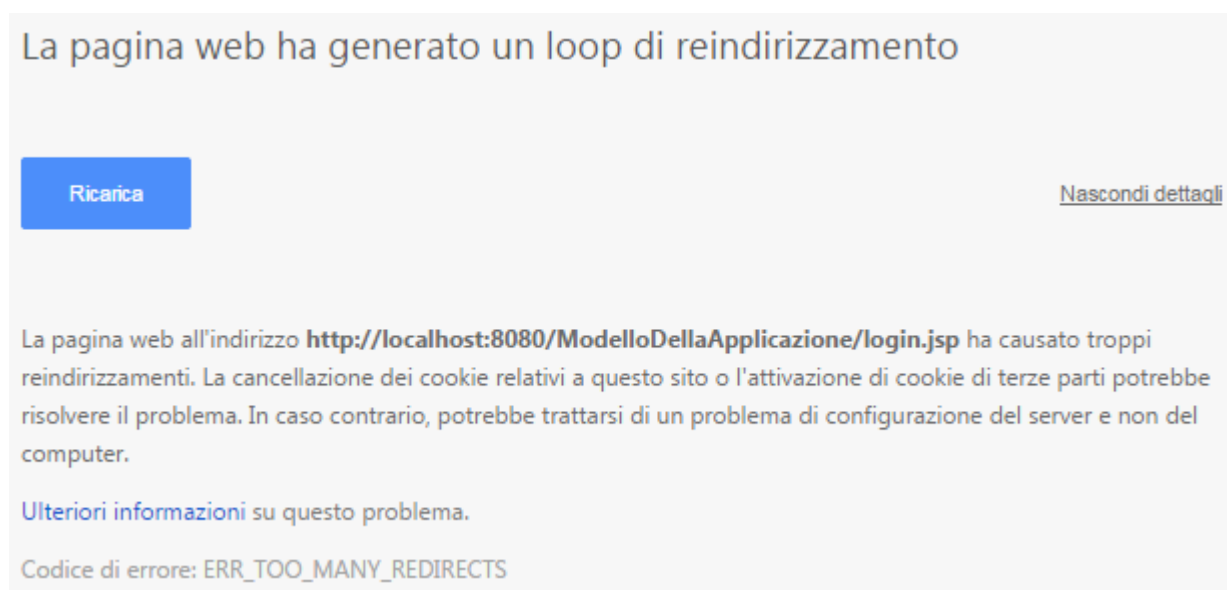 La pagina web ha generato un loop di reindirizzamento
Ricarica
Nascondi dettagli
La pagina web all'indirizzo http://localhost:8080/ModelloDellaApplicazione/login.jsp ha causato troppi
reindirizzamenti. La cancellazione dei cookie relativi a questo sito o l'attivazione di cookie di terze parti potrebbe
risolvere il problema. In caso contrario, potrebbe trattarsi di un problema di configurazione del server e non del
computer.
Ulteriori informazioni su questo problema.
Codice di errore: ERR_TOO_MANY_REDIRECTS